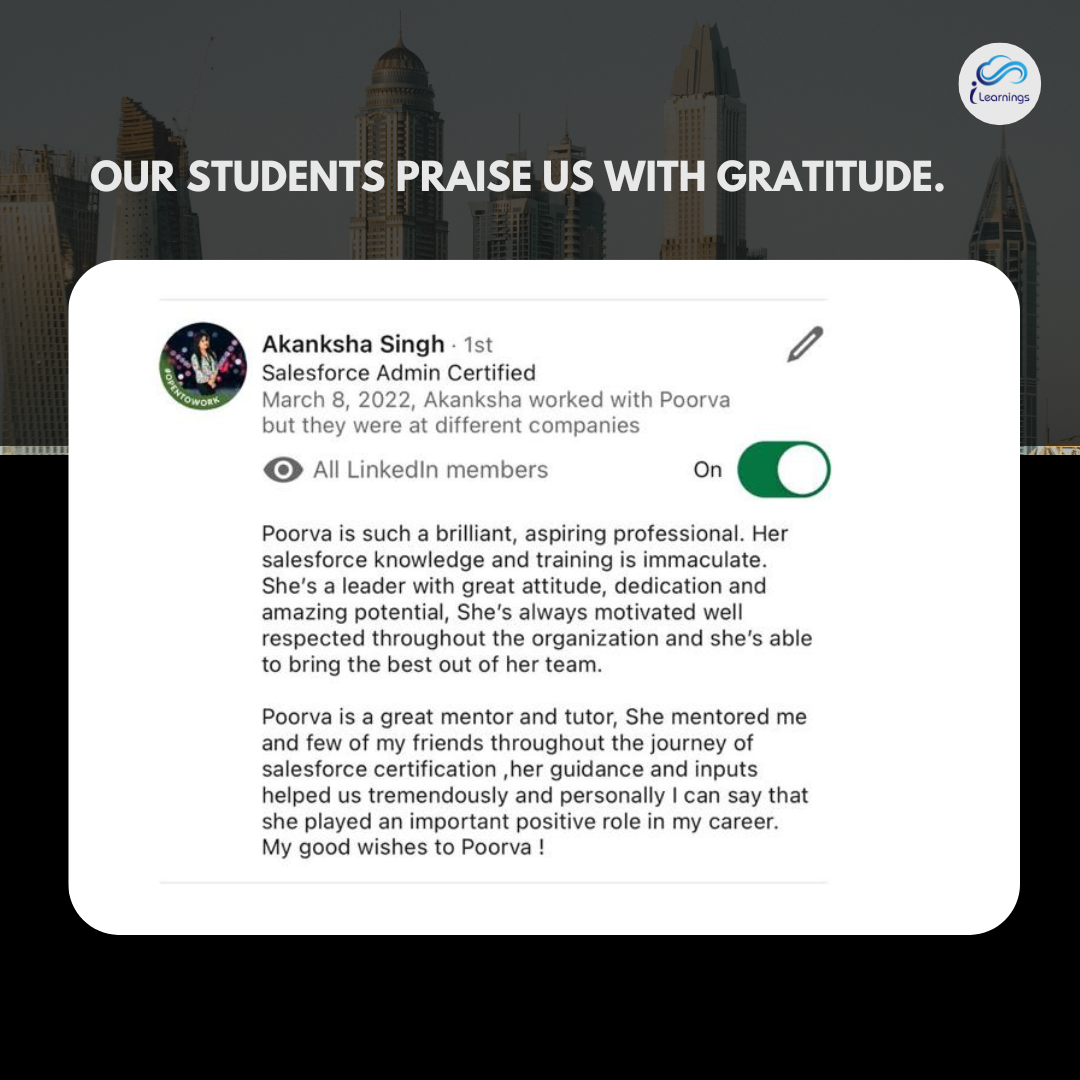 i Learnings
OUR STUDENTS PRAISE US WITH GRATITUDE.
Akanksha Singh · 1st
Salesforce Admin Certified
March 8, 2022, Akanksha worked with Poorva
but they were at different companies
All LinkedIn members
On
#OPENTOWORK
Poorva is such a brilliant, aspiring professional. Her
salesforce knowledge and training is immaculate.
She’s a leader with great attitude, dedication and
amazing potential, She’s always motivated well
respected throughout the organization and she’s able
to bring the best out of her team.
Poorva is a great mentor and tutor, She mentored me
and few of my friends throughout the journey of
salesforce certification ,her guidance and inputs
helped us tremendously and personally I can say that
she played an important positive role in my career.
My good wishes to Poorva !